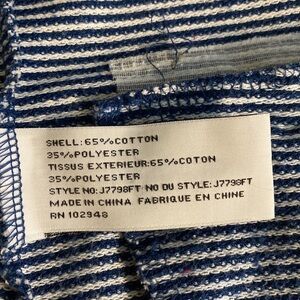 SHELL:65%COTTON
35%POLYESTER
TISSUS EXTERIEUR:65%COTON
35%POLYESTER
STYLE NO:J7798FT NO DU STYLE:J7798FT
MADE IN CHINA FABRIQUE EN CHINE
RN 102948